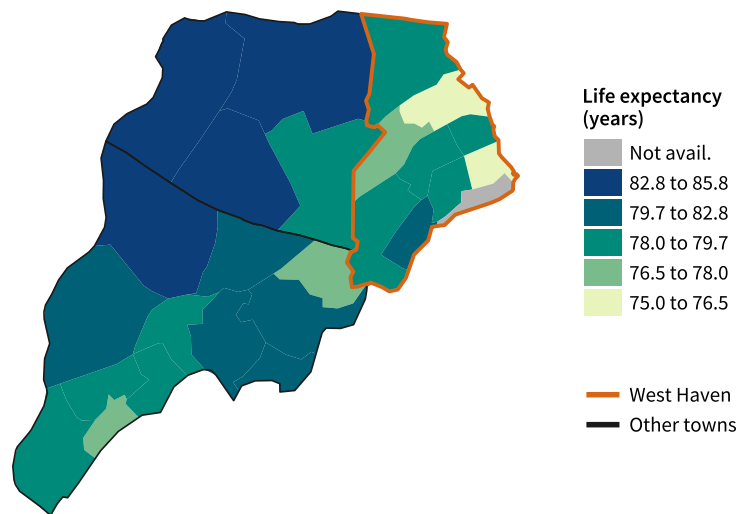 Life expectancy
(years)
Not avail.
82.8 to 85.8
79.7 to 82.8
78.0 to 79.7
76.5 to 78.0
75.0 to 76.5
West Haven
Other towns